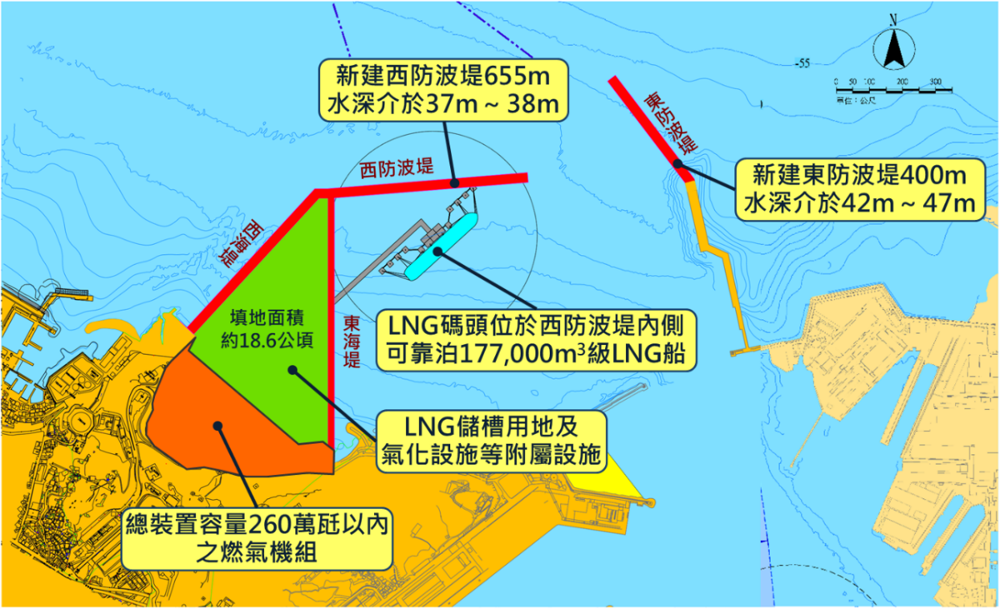 N
-55
0 50 100 200 300
單位：公尺
新建西防波堤655m
水深介於37m ~ 38m
東防波堤
西防波堤
新建東防波堤400m
水深介於42m ~ 47m
西海堤
填地面積
約18.6公頃
東海堤
LNG碼頭位於西防波堤內側
可靠泊177,000m³級LNG船
LNG儲槽用地及
氣化設施等附屬設施
總裝置容量260萬瓩以內
之燃氣機組